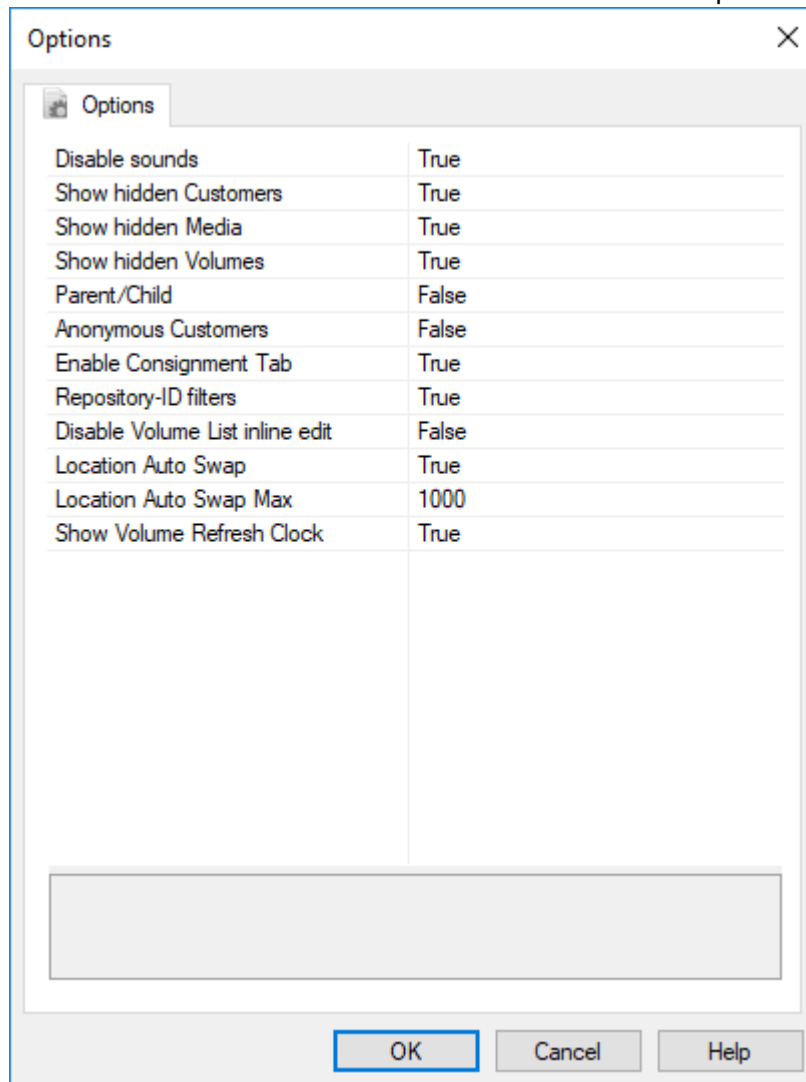 Options
Options
Disable sounds True
Show hidden Customers True
Show hidden Media True
Show hidden Volumes True
Parent/Child False
Anonymous Customers False
Enable Consignment Tab True
Repository-ID filters True
Disable Volume List inline edit False
Location Auto Swap True
Location Auto Swap Max 1000
Show Volume Refresh Clock True
OK Cancel Help